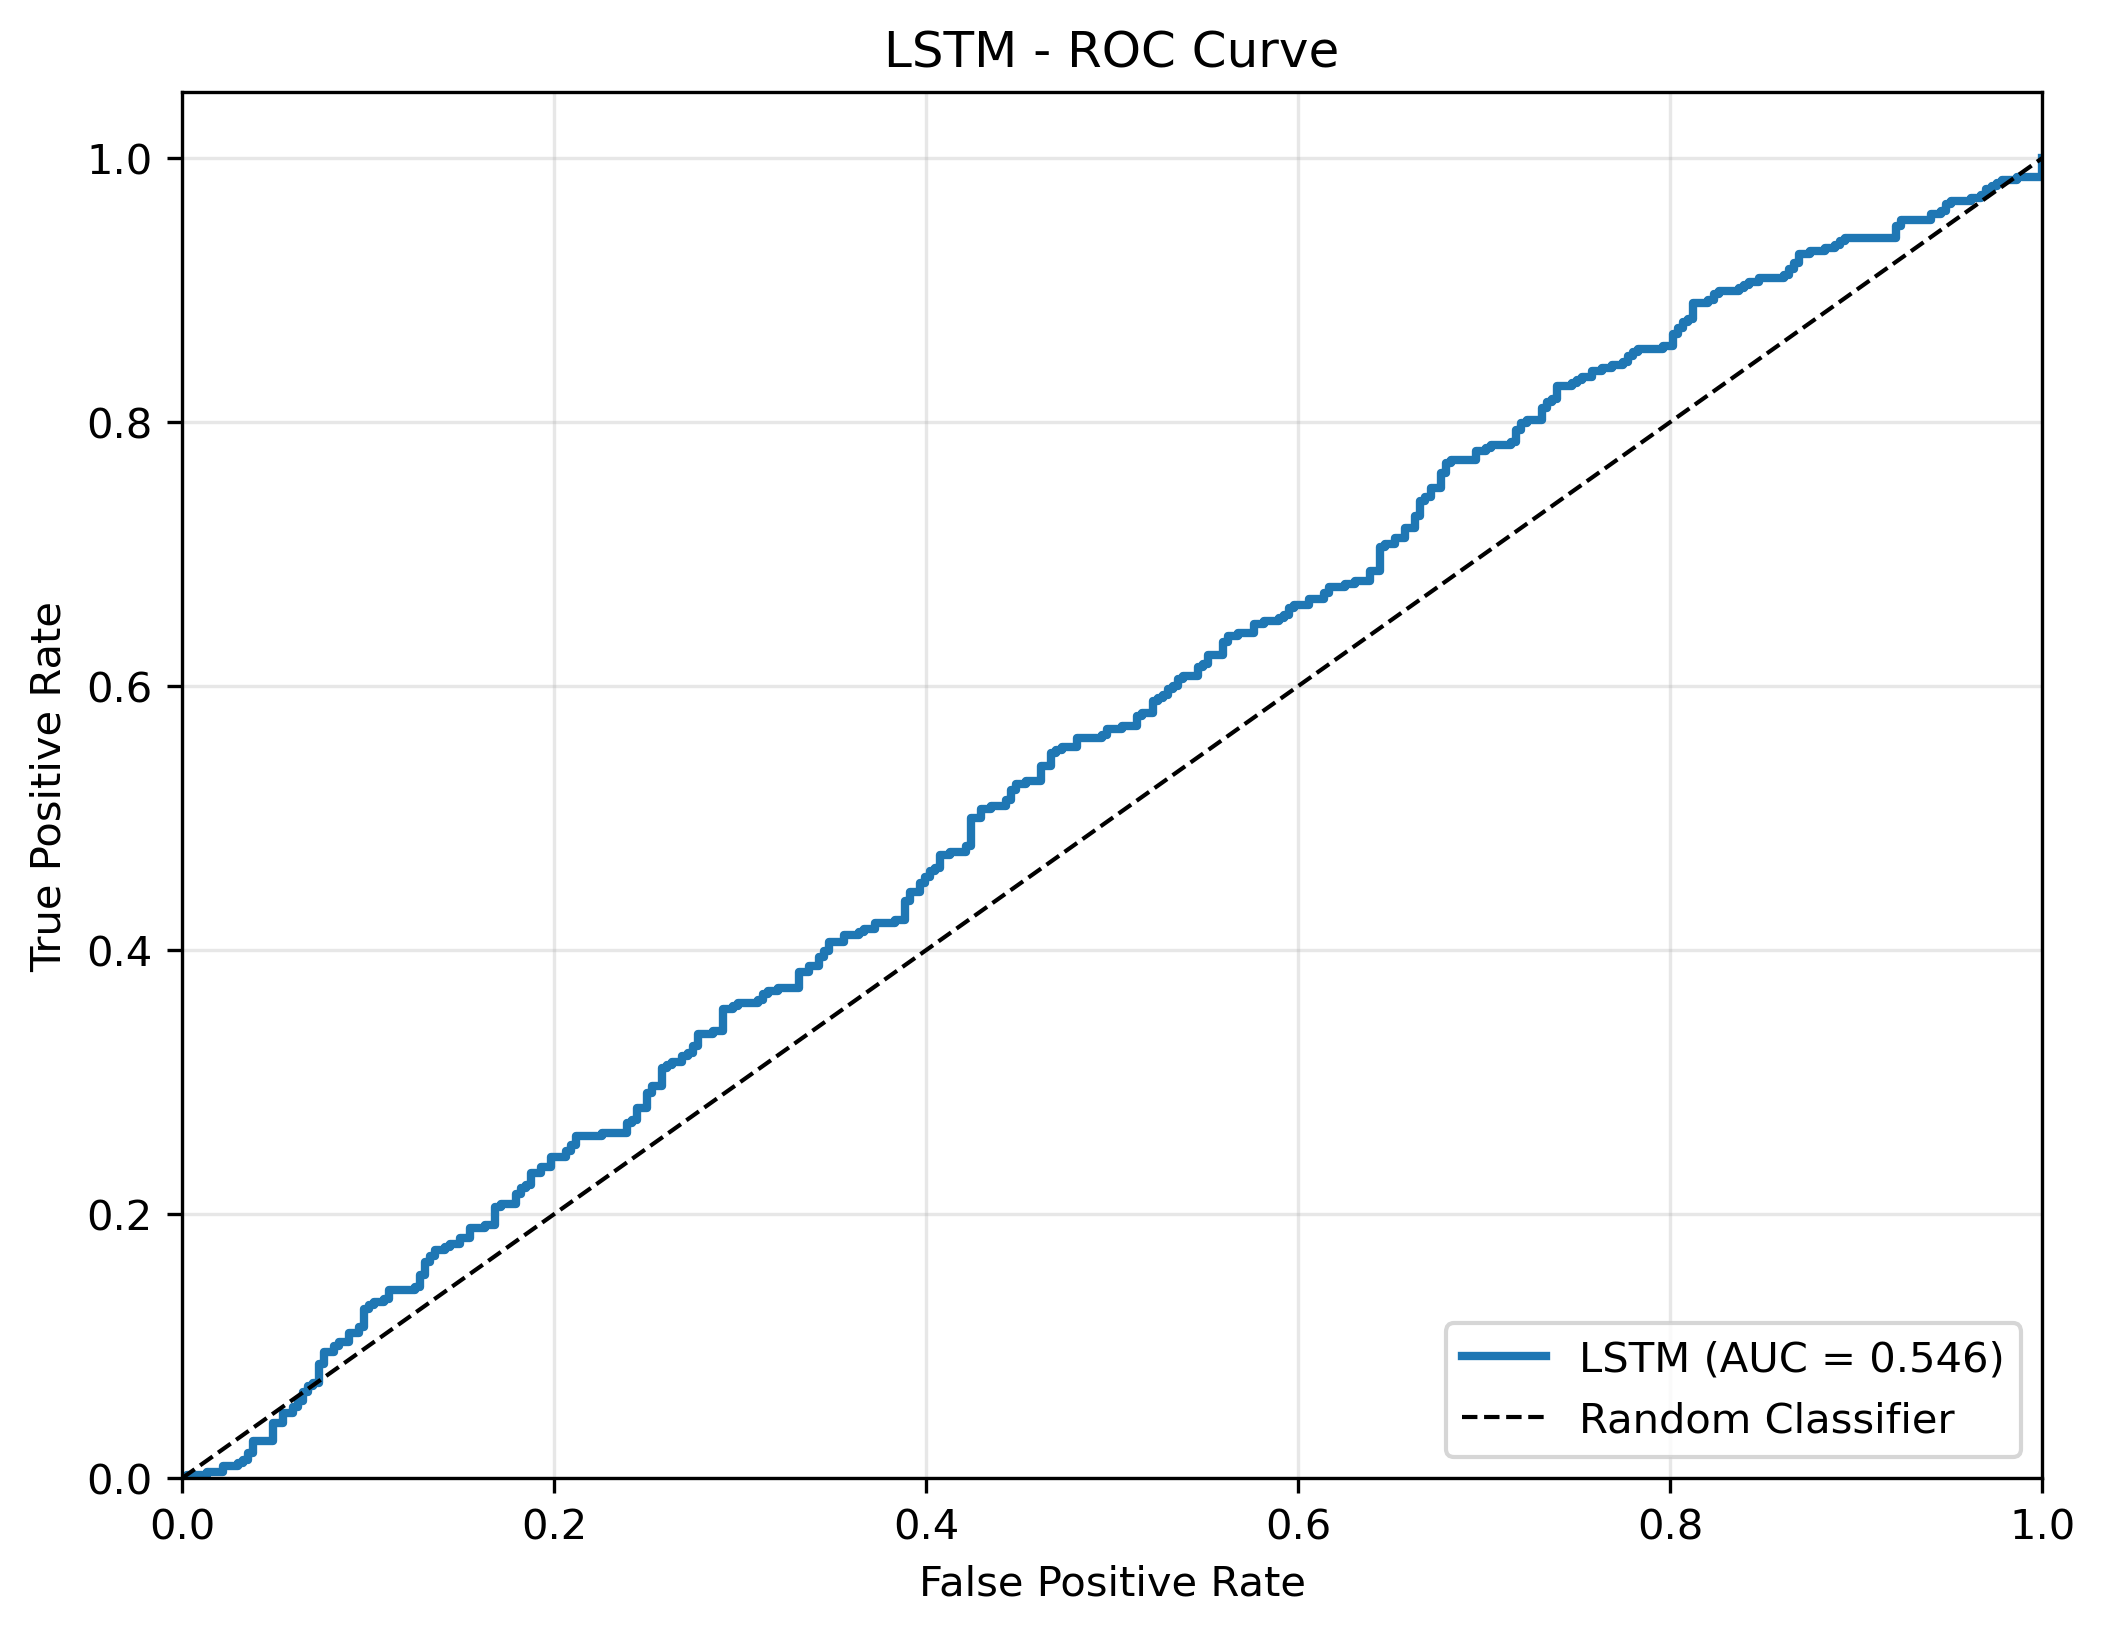 LSTM - ROC Curve
True Positive Rate
1.0
0.8
0.6
0.4
0.2
0.0
0.0 0.2 0.4 0.6 0.8 1.0
False Positive Rate
LSTM (AUC = 0.546)
Random Classifier